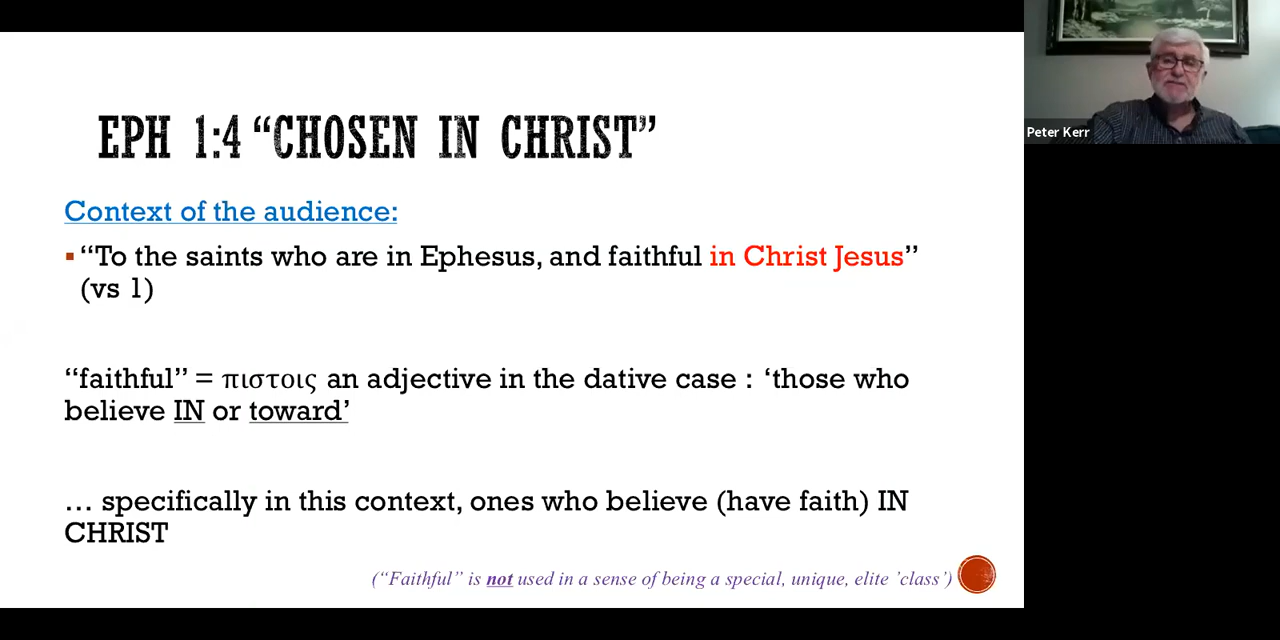 EPH 1:4 “CHOSEN IN CHRIST”
Context of the audience:
▪ “To the saints who are in Ephesus, and faithful in Christ Jesus”
(vs 1)
“faithful” = πιστοις an adjective in the dative case : ‘those who
believe IN or toward’
… specifically in this context, ones who believe (have faith) IN
CHRIST
(“Faithful” is not used in a sense of being a special, unique, elite ’class’)
Peter Kerr